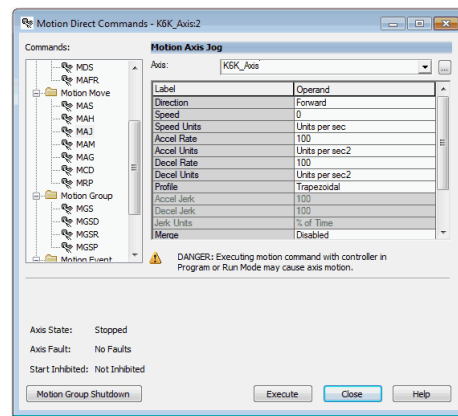 Motion Direct Commands - K6K_Axis:2
Commands:
MDS
MAFR
Motion Move
MAS
MAH
MAJ
MAM
MAG
MCD
MRP
Motion Group
MGS
MGSD
MGSR
MGSP
Motion Event
Motion Axis Jog
Axis: K6K_Axis ...
Label Operand
Direction Forward
Speed 0
Speed Units Units per sec
Accel Rate 100
Accel Units Units per sec2
Decel Rate 100
Decel Units Units per sec2
Profile Trapezoidal
Accel Jerk 100
Decel Jerk 100
Jerk Units % of Time
Merge Disabled
DANGER: Executing motion command with controller in
Program or Run Mode may cause axis motion.
Axis State: Stopped
Axis Fault: No Faults
Start Inhibited: Not Inhibited
Motion Group Shutdown Execute Close Help